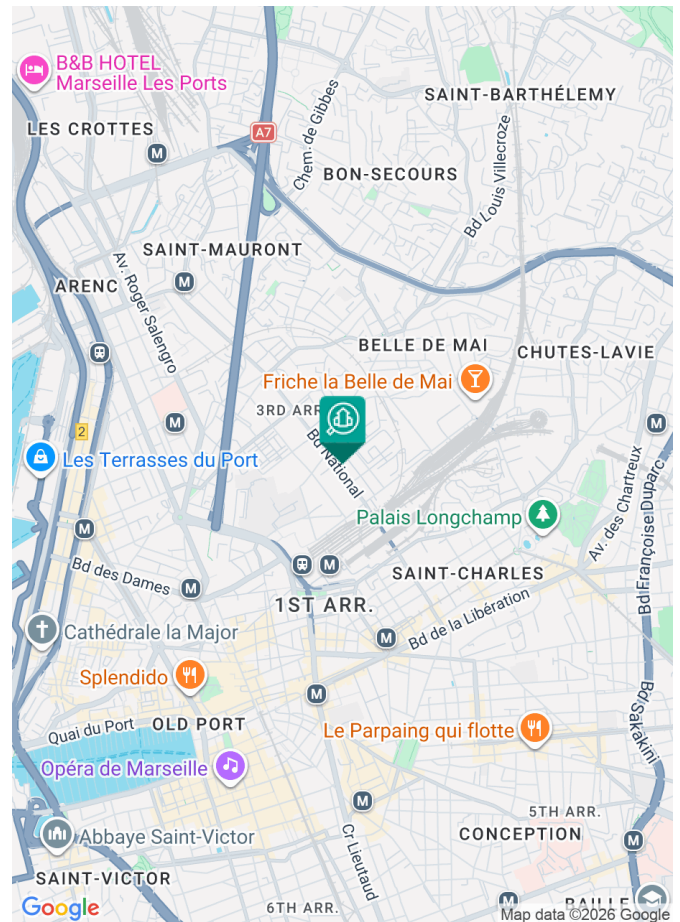 B&B HOTEL
Marseille Les Ports
SAINT-BARTHÉLEMY
Chem. de Gibbes
LES CROTTES
A7
M
Bd Louis Villecroze
BON-SECOURS
SAINT-MAURONT
Av. Roger Salengro
ARENC
M
BELLE DE MAI
CHUTES-LAVIE
Friche la Belle de Mai
3RD ARR
M
M
2
Bd National
Les Terrasses du Port
Av. des Chartreux
Bd Françoise Duparc
Palais Longchamp
M
Bd des Dames
M
M
SAINT-CHARLES
1ST ARR.
Bd de la Libération
Cathédrale la Major
M
Splendido
M
Bd Sakakini
Quai du Port
OLD PORT
Le Parpaing qui flotte
Opéra de Marseille
M
5TH ARR.
Abbaye Saint-Victor
Cr Lieutaud
CONCEPTION
M
SAINT-VICTOR
M
BAILLE
6TH ARR.
Google
Map data ©2026 Google